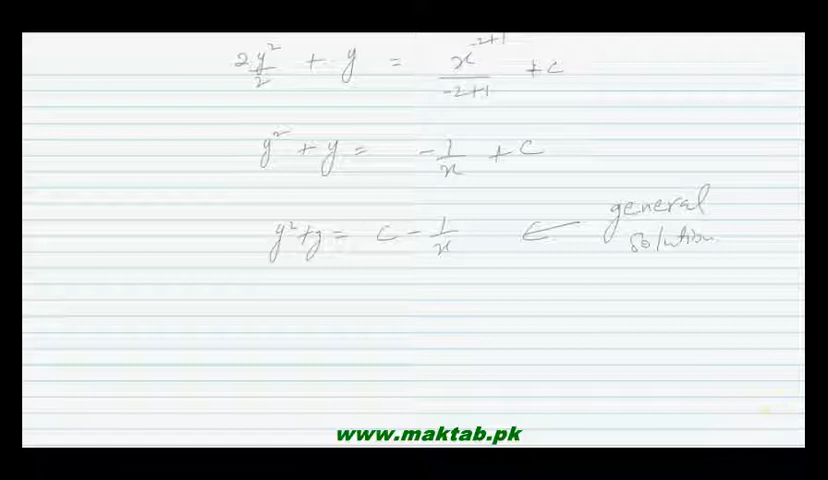 2y²/2 + y = x⁻²⁺¹/-2+1 + c
y² + y = -1/x + c
y² + y = c - 1/x ← general solution
www.maktab.pk